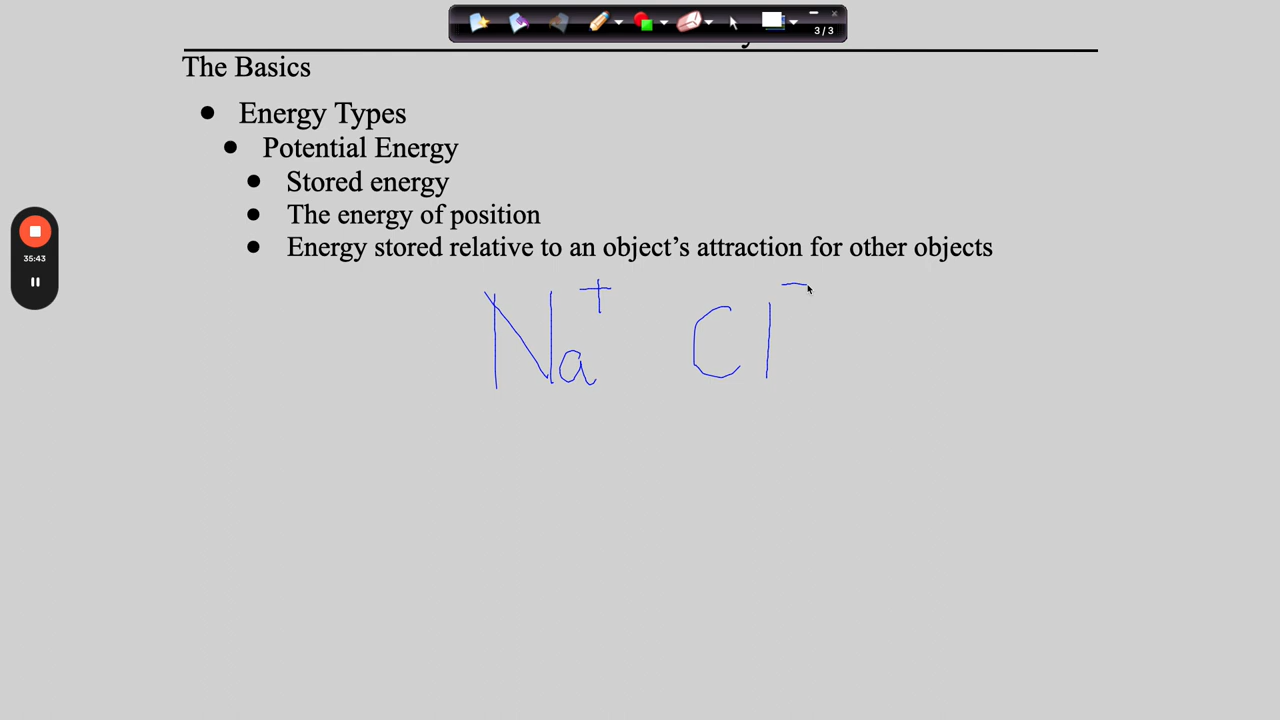 3/3
The Basics
● Energy Types
● Potential Energy
● Stored energy
● The energy of position
● Energy stored relative to an object’s attraction for other objects
35:43
Na⁺ Cl⁻